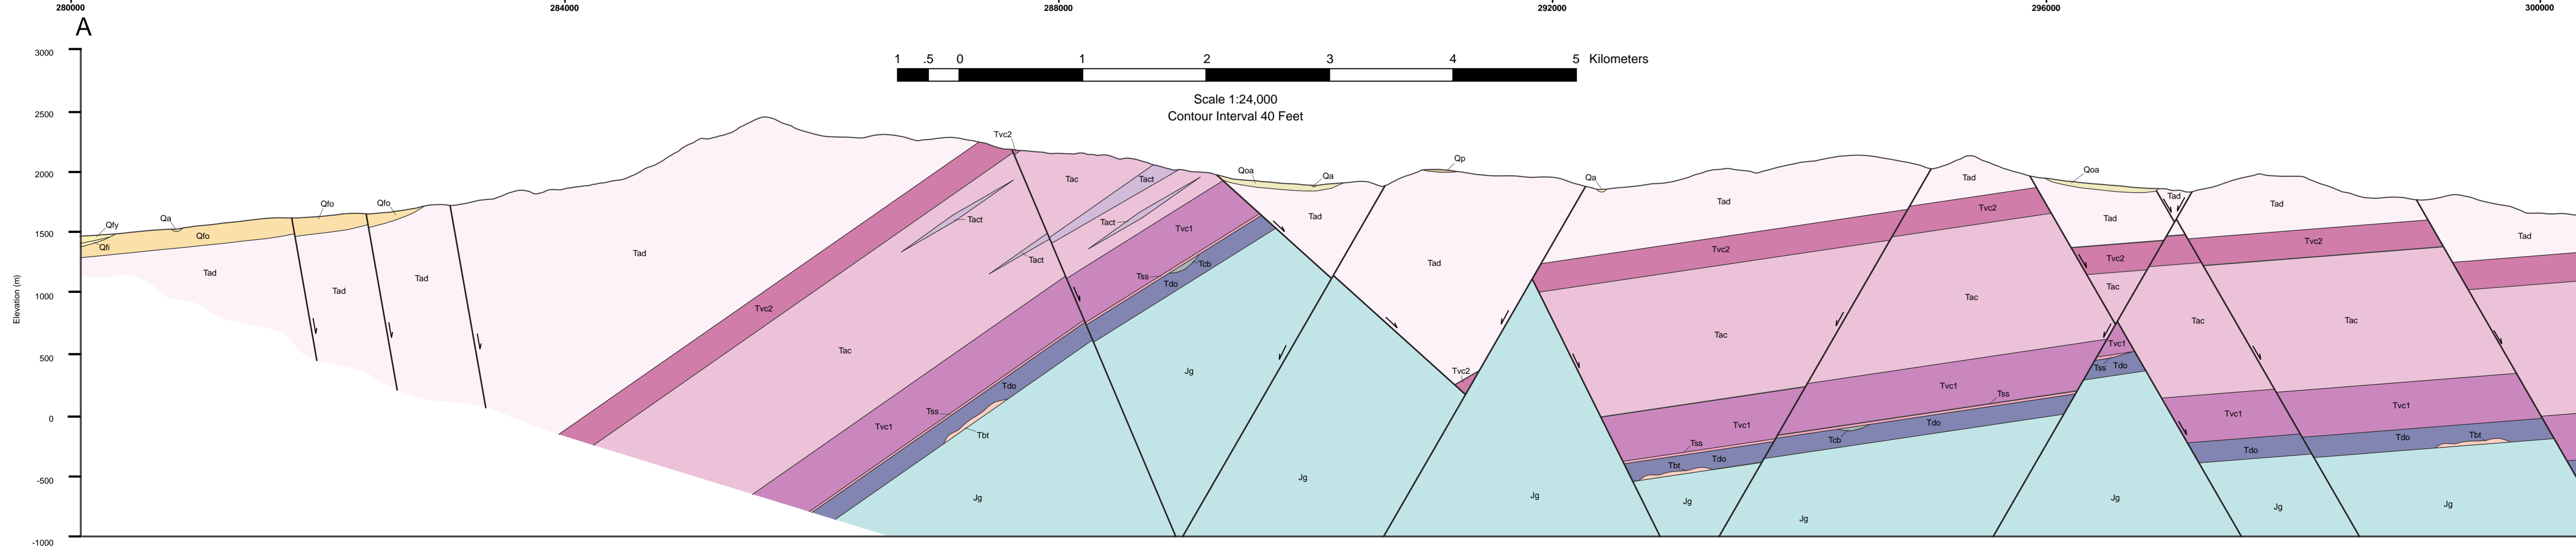 280000 284000 288000 292000 296000 300000
A
3000
1 .5 0 1 2 3 4 5 Kilometers
Scale 1:24,000
Contour Interval 40 Feet
2500
Tvc2
2000
Qoa Qa Qp Qa Qoa
Tac Tact
Qfo Qfo
Qa
Qfy
Qfi
Qfo
1500
Tad Tad Tad Tad
Tact Tact Tact
Tvc1
Tad Tad Tad Tad Tad Tad Tad Tad
Tvc2 Tvc2 Tvc2 Tvc2
Tss Tcb
Tdo
Elevation (m)
1000
Tvc2
Tac
Tac Tac Tac Tac Tac
500
Tvc2
Jg
Tvc1
Tss Tdo
Tdo
Tss
Tvc1
Tbt
0
Tvc1 Tss
Tvc1 Tvc1 Tvc1
Tss Tcb Tdo
Tbt Tdo
Tdo Tdo Tbt
-500
Jg Jg Jg Jg Jg Jg Jg Jg
-1000